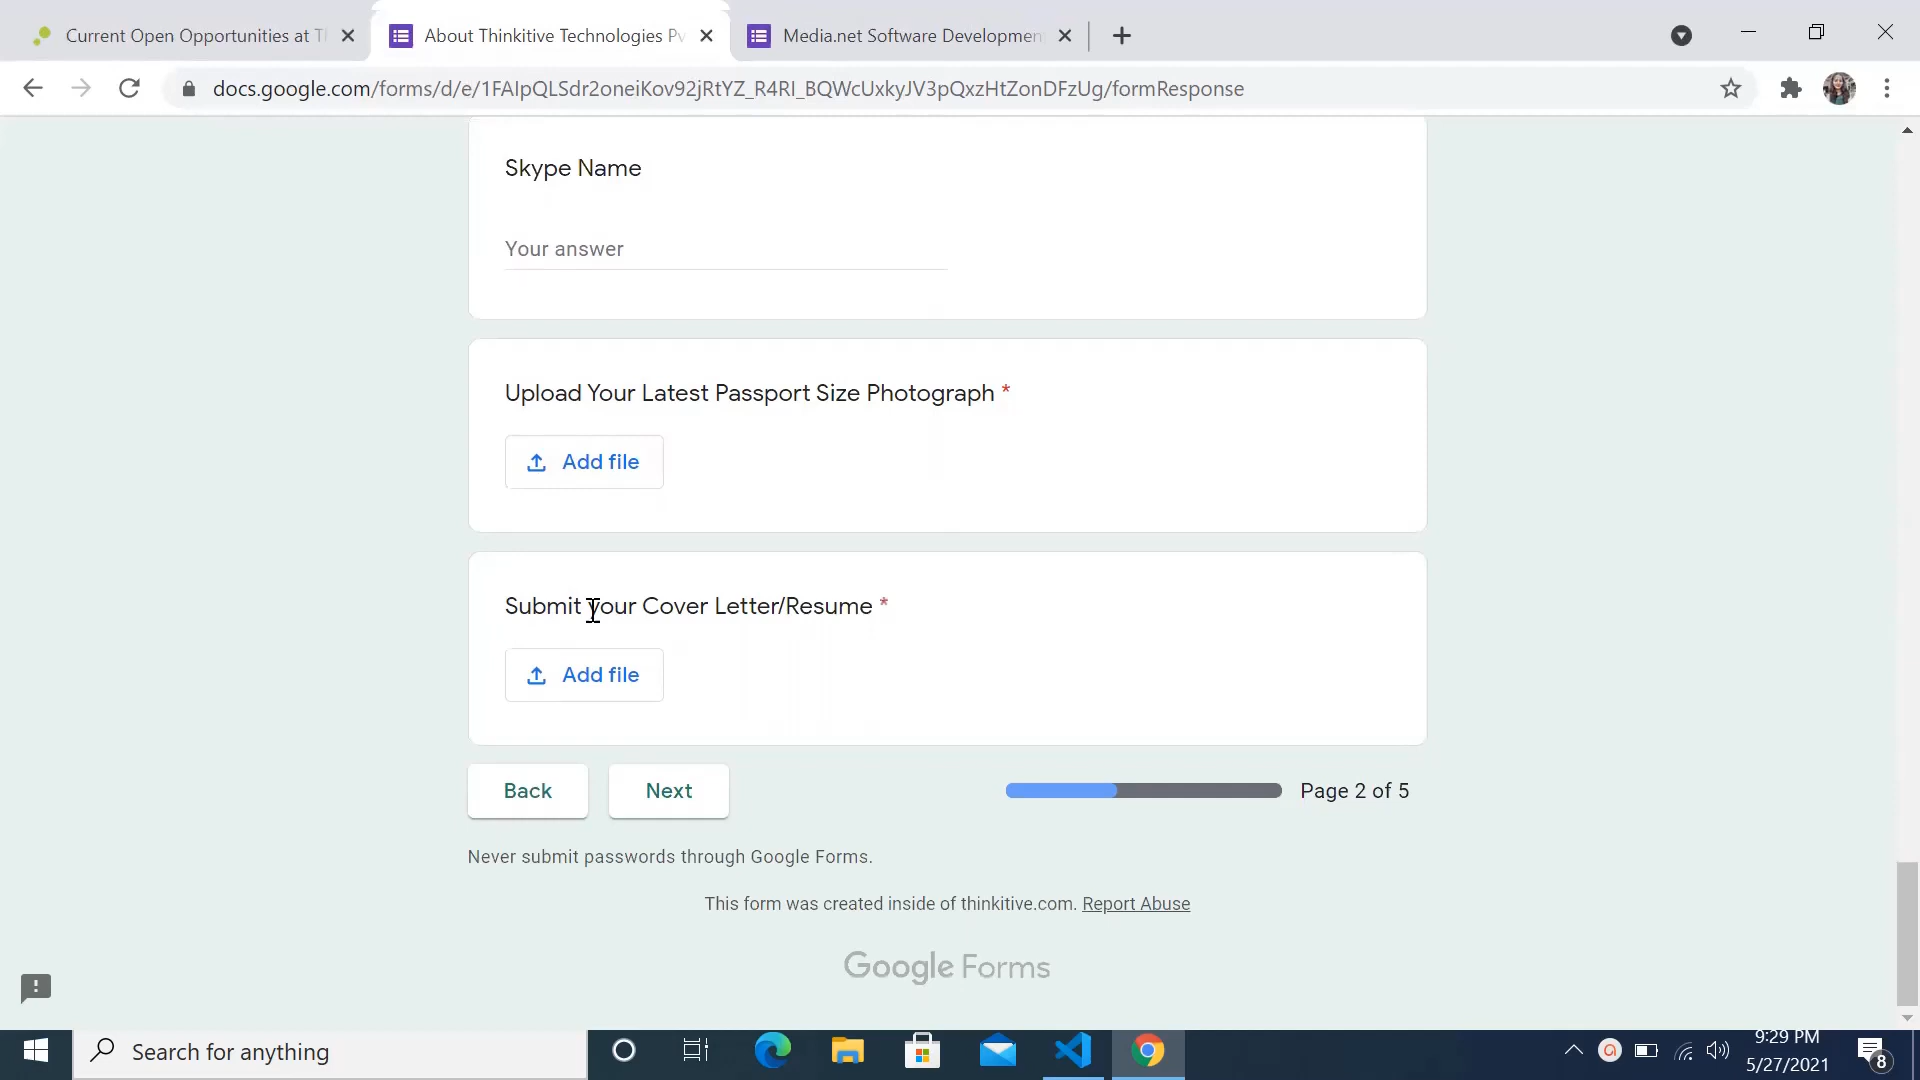 Current Open Opportunities at Th
About Thinkitive Technologies Pv
Media.net Software Developmen
docs.google.com/forms/d/e/1FAIpQLSdr2oneiKov92jRtYZ_R4RI_BQWcUxkyJV3pQxzHtZonDFzUg/formResponse
Skype Name
Your answer
Upload Your Latest Passport Size Photograph *
Add file
Submit your Cover Letter/Resume *
Add file
Back
Next
Page 2 of 5
Never submit passwords through Google Forms.
This form was created inside of thinkitive.com. Report Abuse
Google Forms
Search for anything
9:29 PM
5/27/2021
8